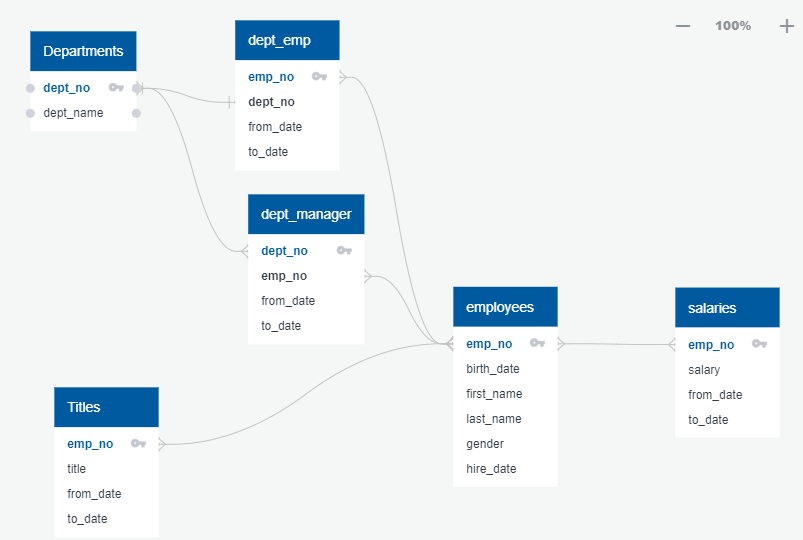 100%
Departments
dept_no
dept_name
dept_emp
emp_no
dept_no
from_date
to_date
dept_manager
dept_no
emp_no
from_date
to_date
employees
emp_no
birth_date
first_name
last_name
gender
hire_date
salaries
emp_no
salary
from_date
to_date
Titles
emp_no
title
from_date
to_date